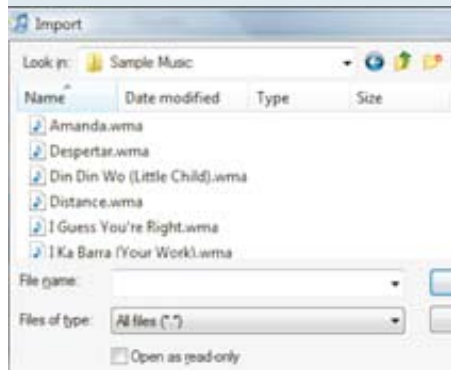 Import
Look in: Sample Music
Name Date modified Type Size
Amanda.wma
Despertar.wma
Din Din Wo (Little Child).wma
Distance.wma
I Guess You're Right.wma
I Ka Barra (Your Work).wma
File name:
Files of type: All files (*.*)
Open as read-only